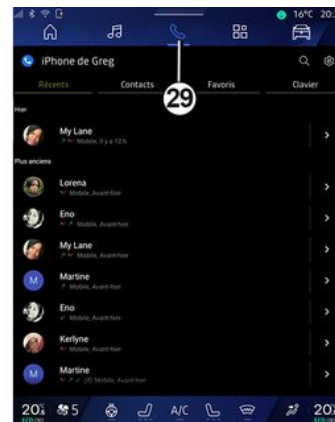 16°C 20
iPhone de Greg
Récents Contacts Favoris Clavier
29
Hier
My Lane
Mobile, Il y a 12 h
Plus anciens
Lorena
Mobile, Avant-hier
Eno
Mobile, Avant-hier
My Lane
Mobile, Avant-hier
M Martine
Mobile, Avant-hier
Eno
Mobile, Avant-hier
Kerlyne
Mobile, Avant-hier
M Martine
(4) Mobile, Avant-hier
20 5 A/C 20